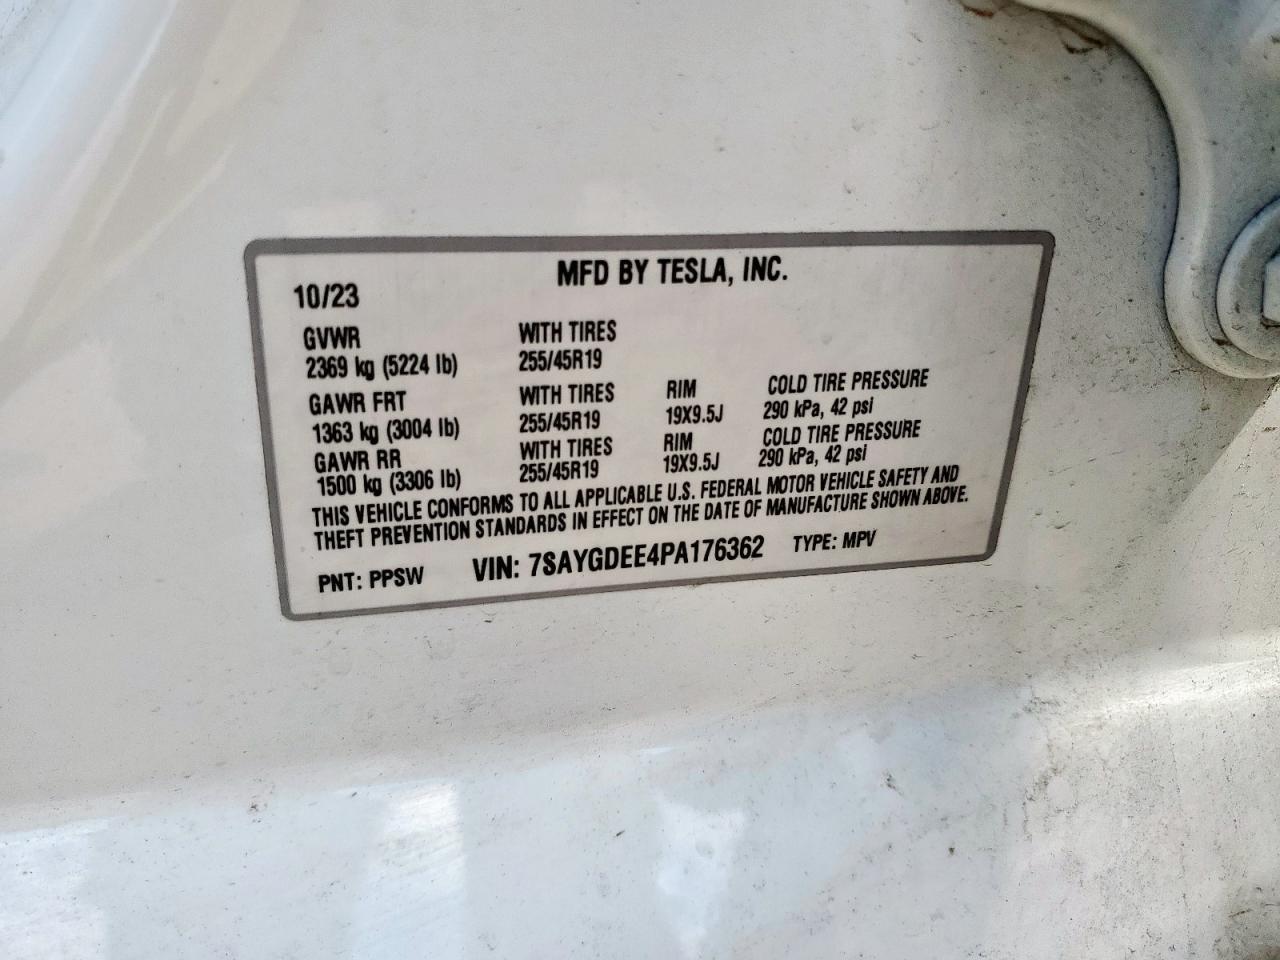 MFD BY TESLA, INC.
10/23
GVWR WITH TIRES
2369 kg (5224 lb) 255/45R19
GAWR FRT WITH TIRES RIM COLD TIRE PRESSURE
1363 kg (3004 lb) 255/45R19 19X9.5J 290 kPa, 42 psi
GAWR RR WITH TIRES RIM COLD TIRE PRESSURE
1500 kg (3306 lb) 255/45R19 19X9.5J 290 kPa, 42 psi
THIS VEHICLE CONFORMS TO ALL APPLICABLE U.S. FEDERAL MOTOR VEHICLE SAFETY AND
THEFT PREVENTION STANDARDS IN EFFECT ON THE DATE OF MANUFACTURE SHOWN ABOVE.
PNT: PPSW VIN: 7SAYGDEE4PA176362 TYPE: MPV